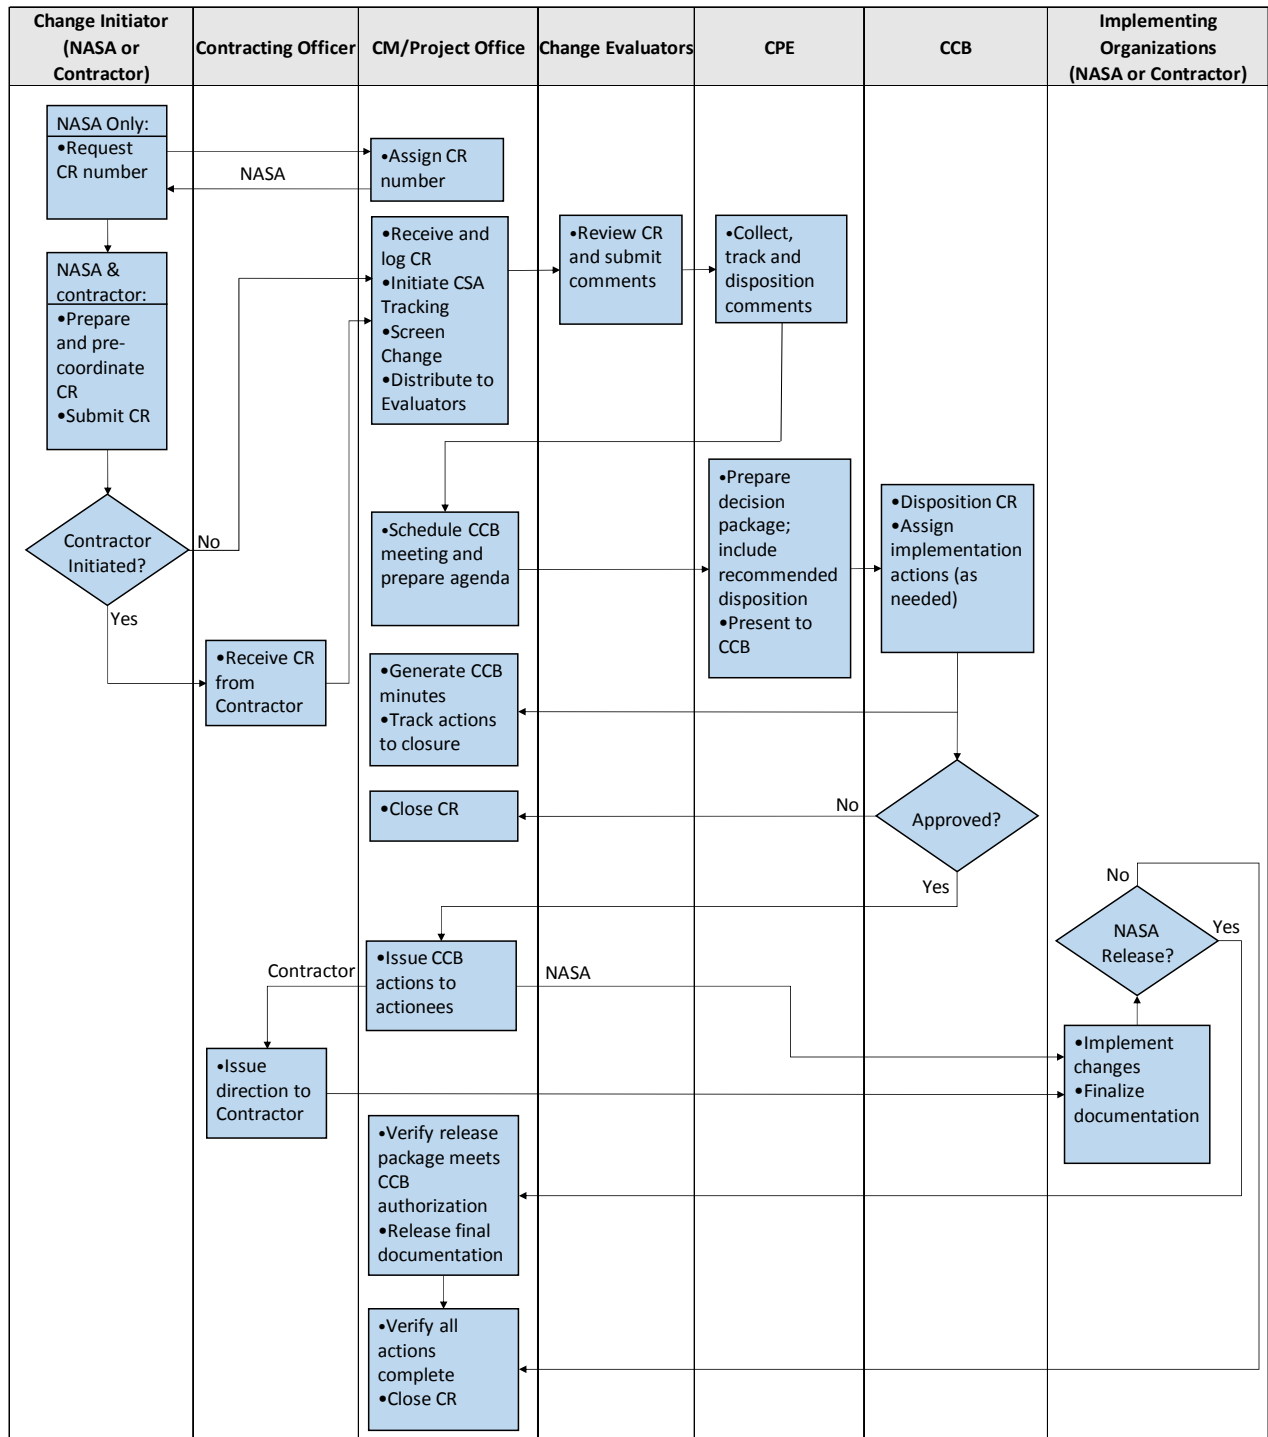 Change Initiator
(NASA or
Contractor)
Contracting Officer
CM/Project Office
Change Evaluators
CPE
CCB
Implementing
Organizations
(NASA or Contractor)
NASA Only:
•Request
CR number
NASA
•Assign CR
number
NASA &
contractor:
•Prepare
and pre-
coordinate
CR
•Submit CR
•Receive and
log CR
•Initiate CSA
Tracking
•Screen
Change
•Distribute to
Evaluators
•Review CR
and submit
comments
•Collect,
track and
disposition
comments
Contractor
Initiated?
No
Yes
•Receive CR
from
Contractor
•Schedule CCB
meeting and
prepare agenda
•Prepare
decision
package;
include
recommended
disposition
•Present to
CCB
•Disposition CR
•Assign
implementation
actions (as
needed)
•Generate CCB
minutes
•Track actions
to closure
•Close CR
No
Approved?
Yes
•Issue CCB
actions to
actionees
Contractor
NASA
No
NASA
Release?
Yes
•Issue
direction to
Contractor
•Implement
changes
•Finalize
documentation
•Verify release
package meets
CCB
authorization
•Release final
documentation
•Verify all
actions
complete
•Close CR